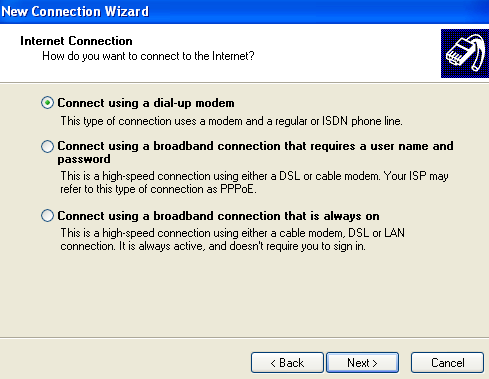 New Connection Wizard
Internet Connection
How do you want to connect to the Internet?
Connect using a dial-up modem
This type of connection uses a modem and a regular or ISDN phone line.
Connect using a broadband connection that requires a user name and
password
This is a high-speed connection using either a DSL or cable modem. Your ISP may
refer to this type of connection as PPPoE.
Connect using a broadband connection that is always on
This is a high-speed connection using either a cable modem, DSL or LAN
connection. It is always active, and doesn't require you to sign in.
< Back
Next >
Cancel